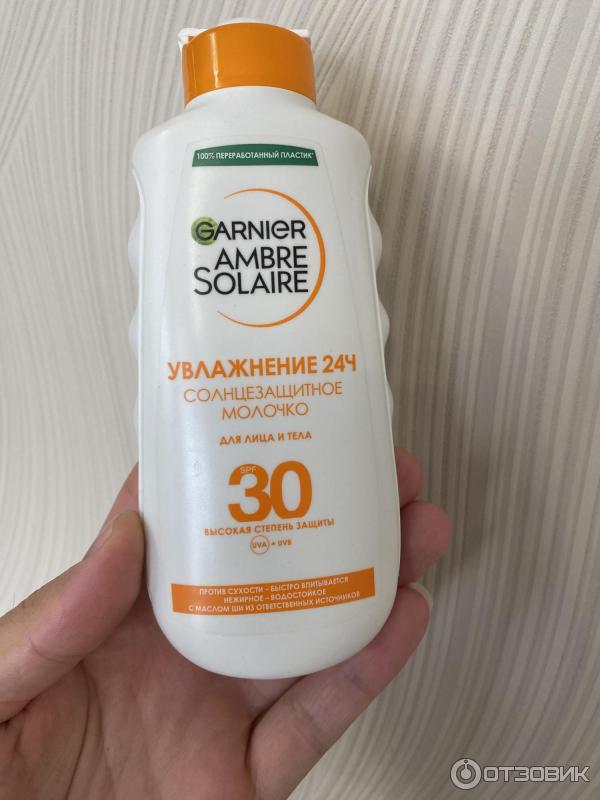 100% ПЕРЕРАБОТАННЫЙ ПЛАСТИК*
GARNIER
AMBRE
SOLAIRE
УВЛАЖНЕНИЕ 24Ч
СОЛНЦЕЗАЩИТНОЕ
МОЛОЧКО
ДЛЯ ЛИЦА И ТЕЛА
SPF
30
ВЫСОКАЯ СТЕПЕНЬ ЗАЩИТЫ
UVA + UVB
ПРОТИВ СУХОСТИ – БЫСТРО ВПИТЫВАЕТСЯ
НЕЖИРНОЕ – ВОДОСТОЙКОЕ
С МАСЛОМ ШИ ИЗ ОТВЕТСТВЕННЫХ ИСТОЧНИКОВ
ОТЗОВИК